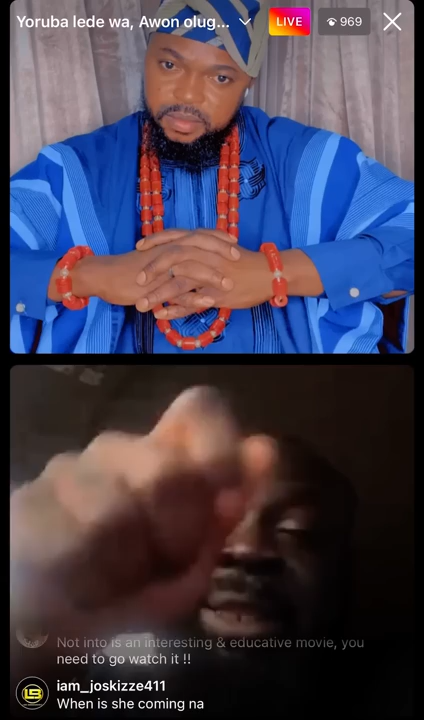 Yoruba lede wa, Awon olug...
LIVE
969
Not into is an interesting & educative movie, you
need to go watch it !!
iam_joskizze411
When is she coming na